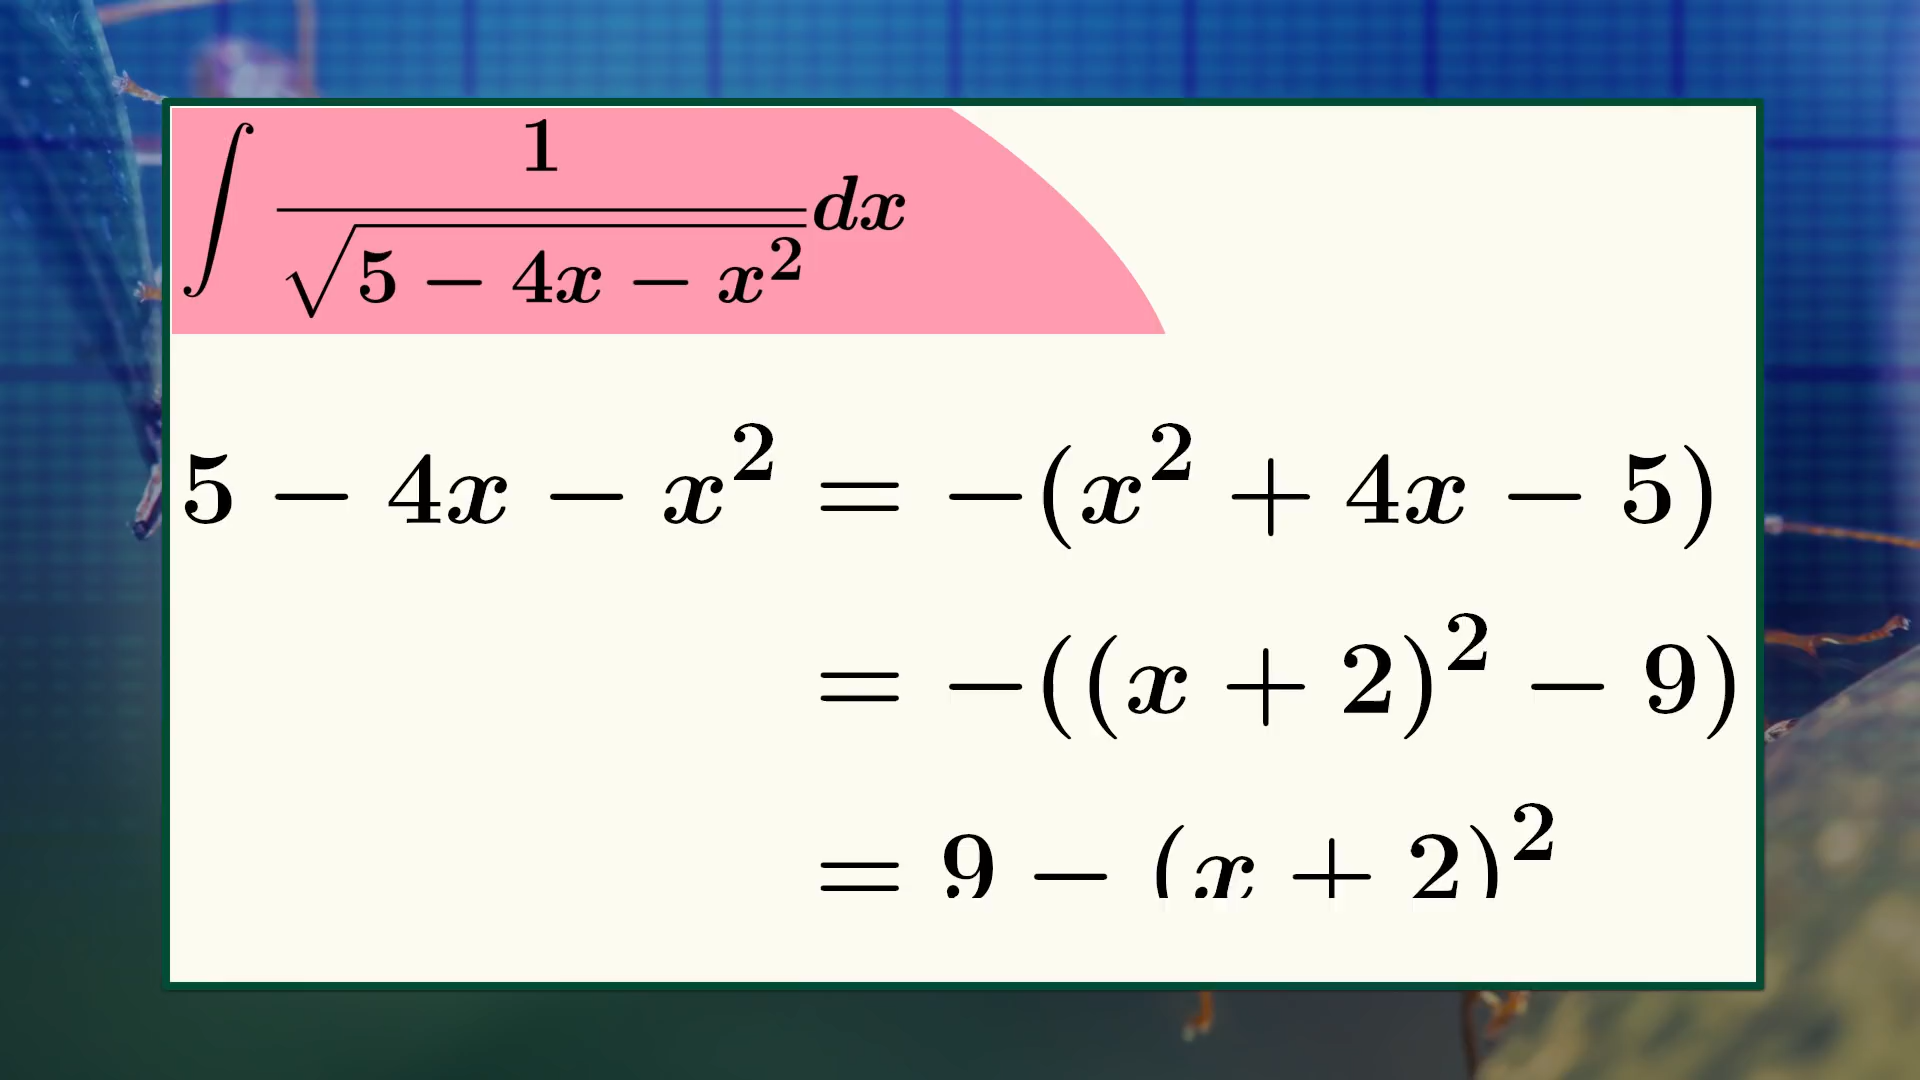 ∫ 1/√(5 − 4x − x²) dx
5 − 4x − x² = −(x² + 4x − 5)
= −((x + 2)² − 9)
= 9 − (x + 2)²